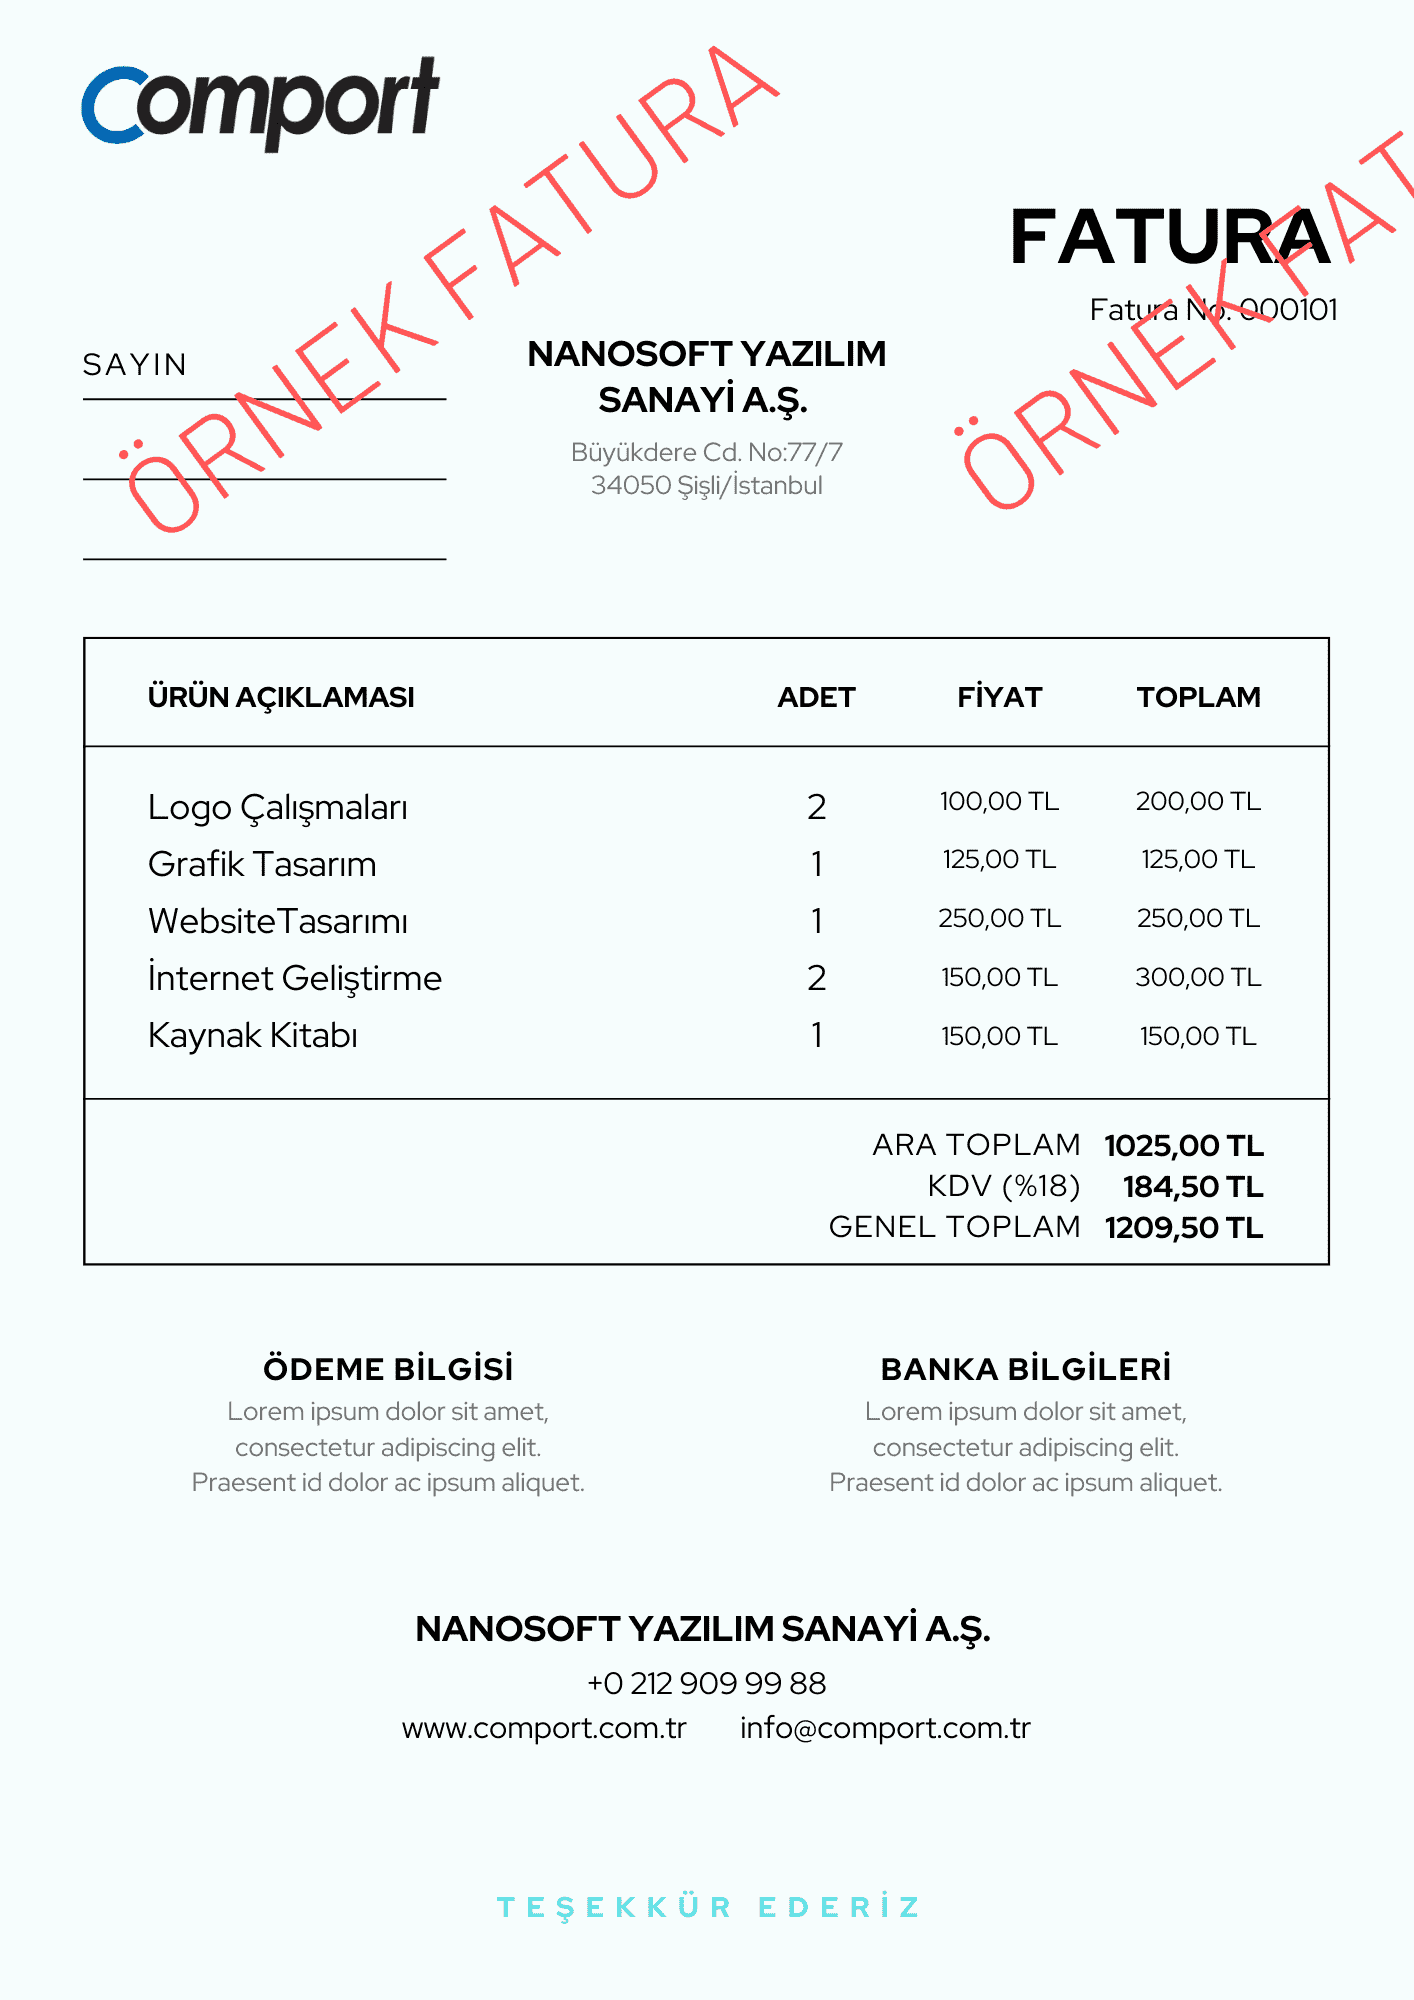 Comport
ÖRNEK FATURA
FATURA
Fatura No. 000101
ÖRNEK FAT
SAYIN
NANOSOFT YAZILIM
SANAYİ A.Ş.
Büyükdere Cd. No:77/7
34050 Şişli/İstanbul
ÜRÜN AÇIKLAMASI ADET FİYAT TOPLAM
Logo Çalışmaları 2 100,00 TL 200,00 TL
Grafik Tasarım 1 125,00 TL 125,00 TL
WebsiteTasarımı 1 250,00 TL 250,00 TL
İnternet Geliştirme 2 150,00 TL 300,00 TL
Kaynak Kitabı 1 150,00 TL 150,00 TL
ARA TOPLAM 1025,00 TL
KDV (%18) 184,50 TL
GENEL TOPLAM 1209,50 TL
ÖDEME BİLGİSİ
Lorem ipsum dolor sit amet,
consectetur adipiscing elit.
Praesent id dolor ac ipsum aliquet.
BANKA BİLGİLERİ
Lorem ipsum dolor sit amet,
consectetur adipiscing elit.
Praesent id dolor ac ipsum aliquet.
NANOSOFT YAZILIM SANAYİ A.Ş.
+0 212 909 99 88
www.comport.com.tr info@comport.com.tr
TEŞEKKÜR EDERİZ